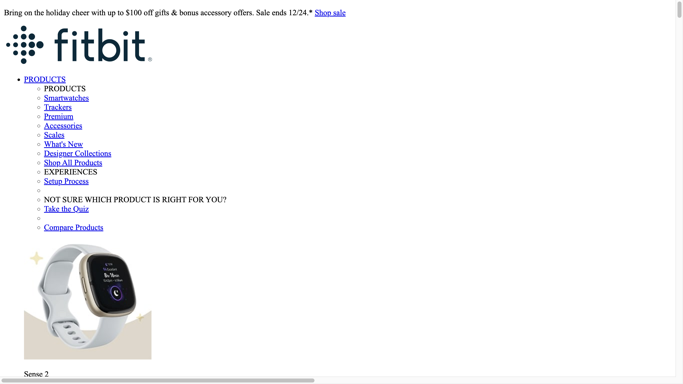 Bring on the holiday cheer with up to $100 off gifts & bonus accessory offers. Sale ends 12/24.* Shop sale
fitbit
PRODUCTS
PRODUCTS
Smartwatches
Trackers
Premium
Accessories
Scales
What's New
Designer Collections
Shop All Products
EXPERIENCES
Setup Process
NOT SURE WHICH PRODUCT IS RIGHT FOR YOU?
Take the Quiz
Compare Products
Sense 2